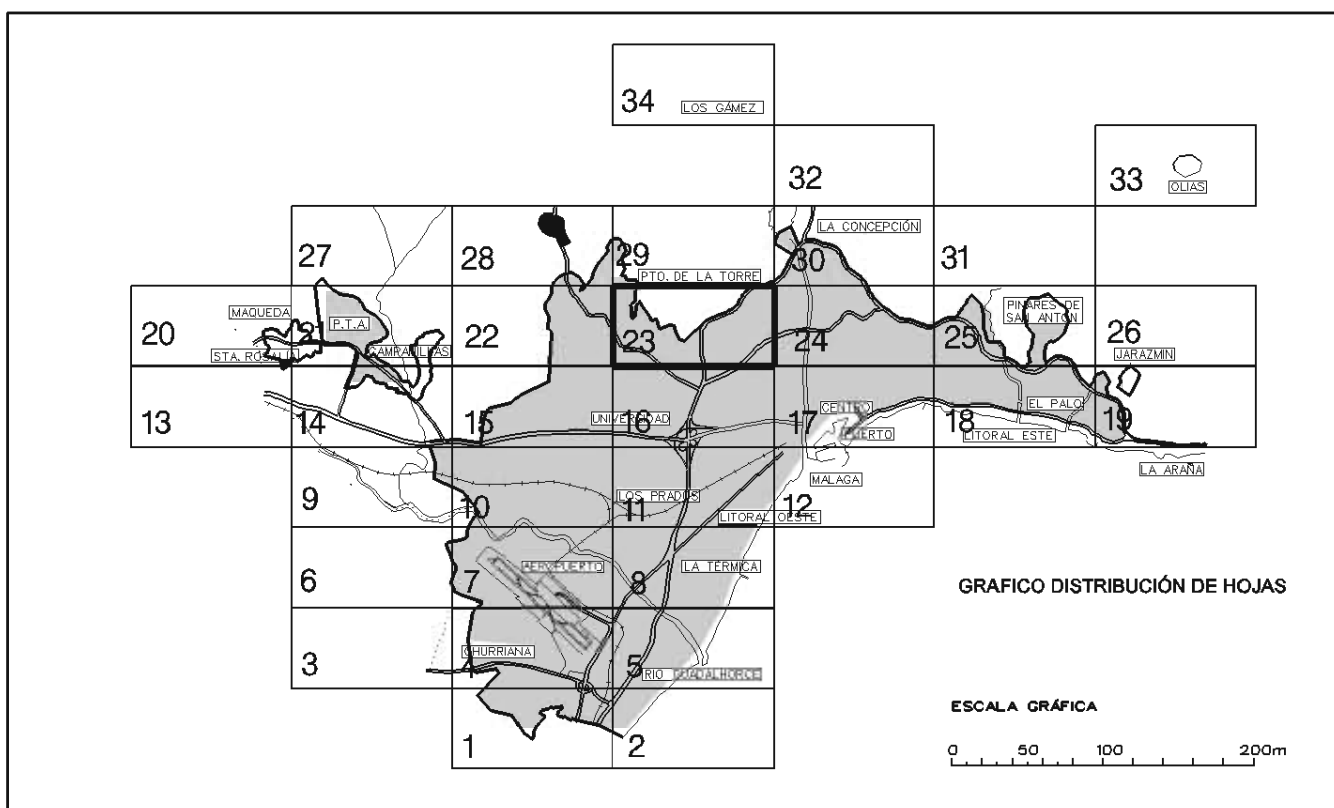 34 LOS GÁMEZ
32
33
OLIAS
LA CONCEPCIÓN
27
28
29
30
31
PTO. DE LA TORRE
MAQUEDA
P.T.A.
PINARES DE
SAN ANTON
20
21
22
23
24
25
26
STA. ROSALIA
CAMPANILLAS
JARAZMIN
EL PALO
CENTRO
UNIVERSIDAD
13
14
15
16
17
18
19
PUERTO
LITORAL ESTE
LA ARAÑA
MALAGA
LOS PRADOS
9
10
11
12
LITORAL OESTE
AEROPUERTO
LA TÉRMICA
6
7
8
GRAFICO DISTRIBUCIÓN DE HOJAS
CHURRIANA
3
5
RIO GUADALHORCE
ESCALA GRÁFICA
1
2
0 50 100 200m